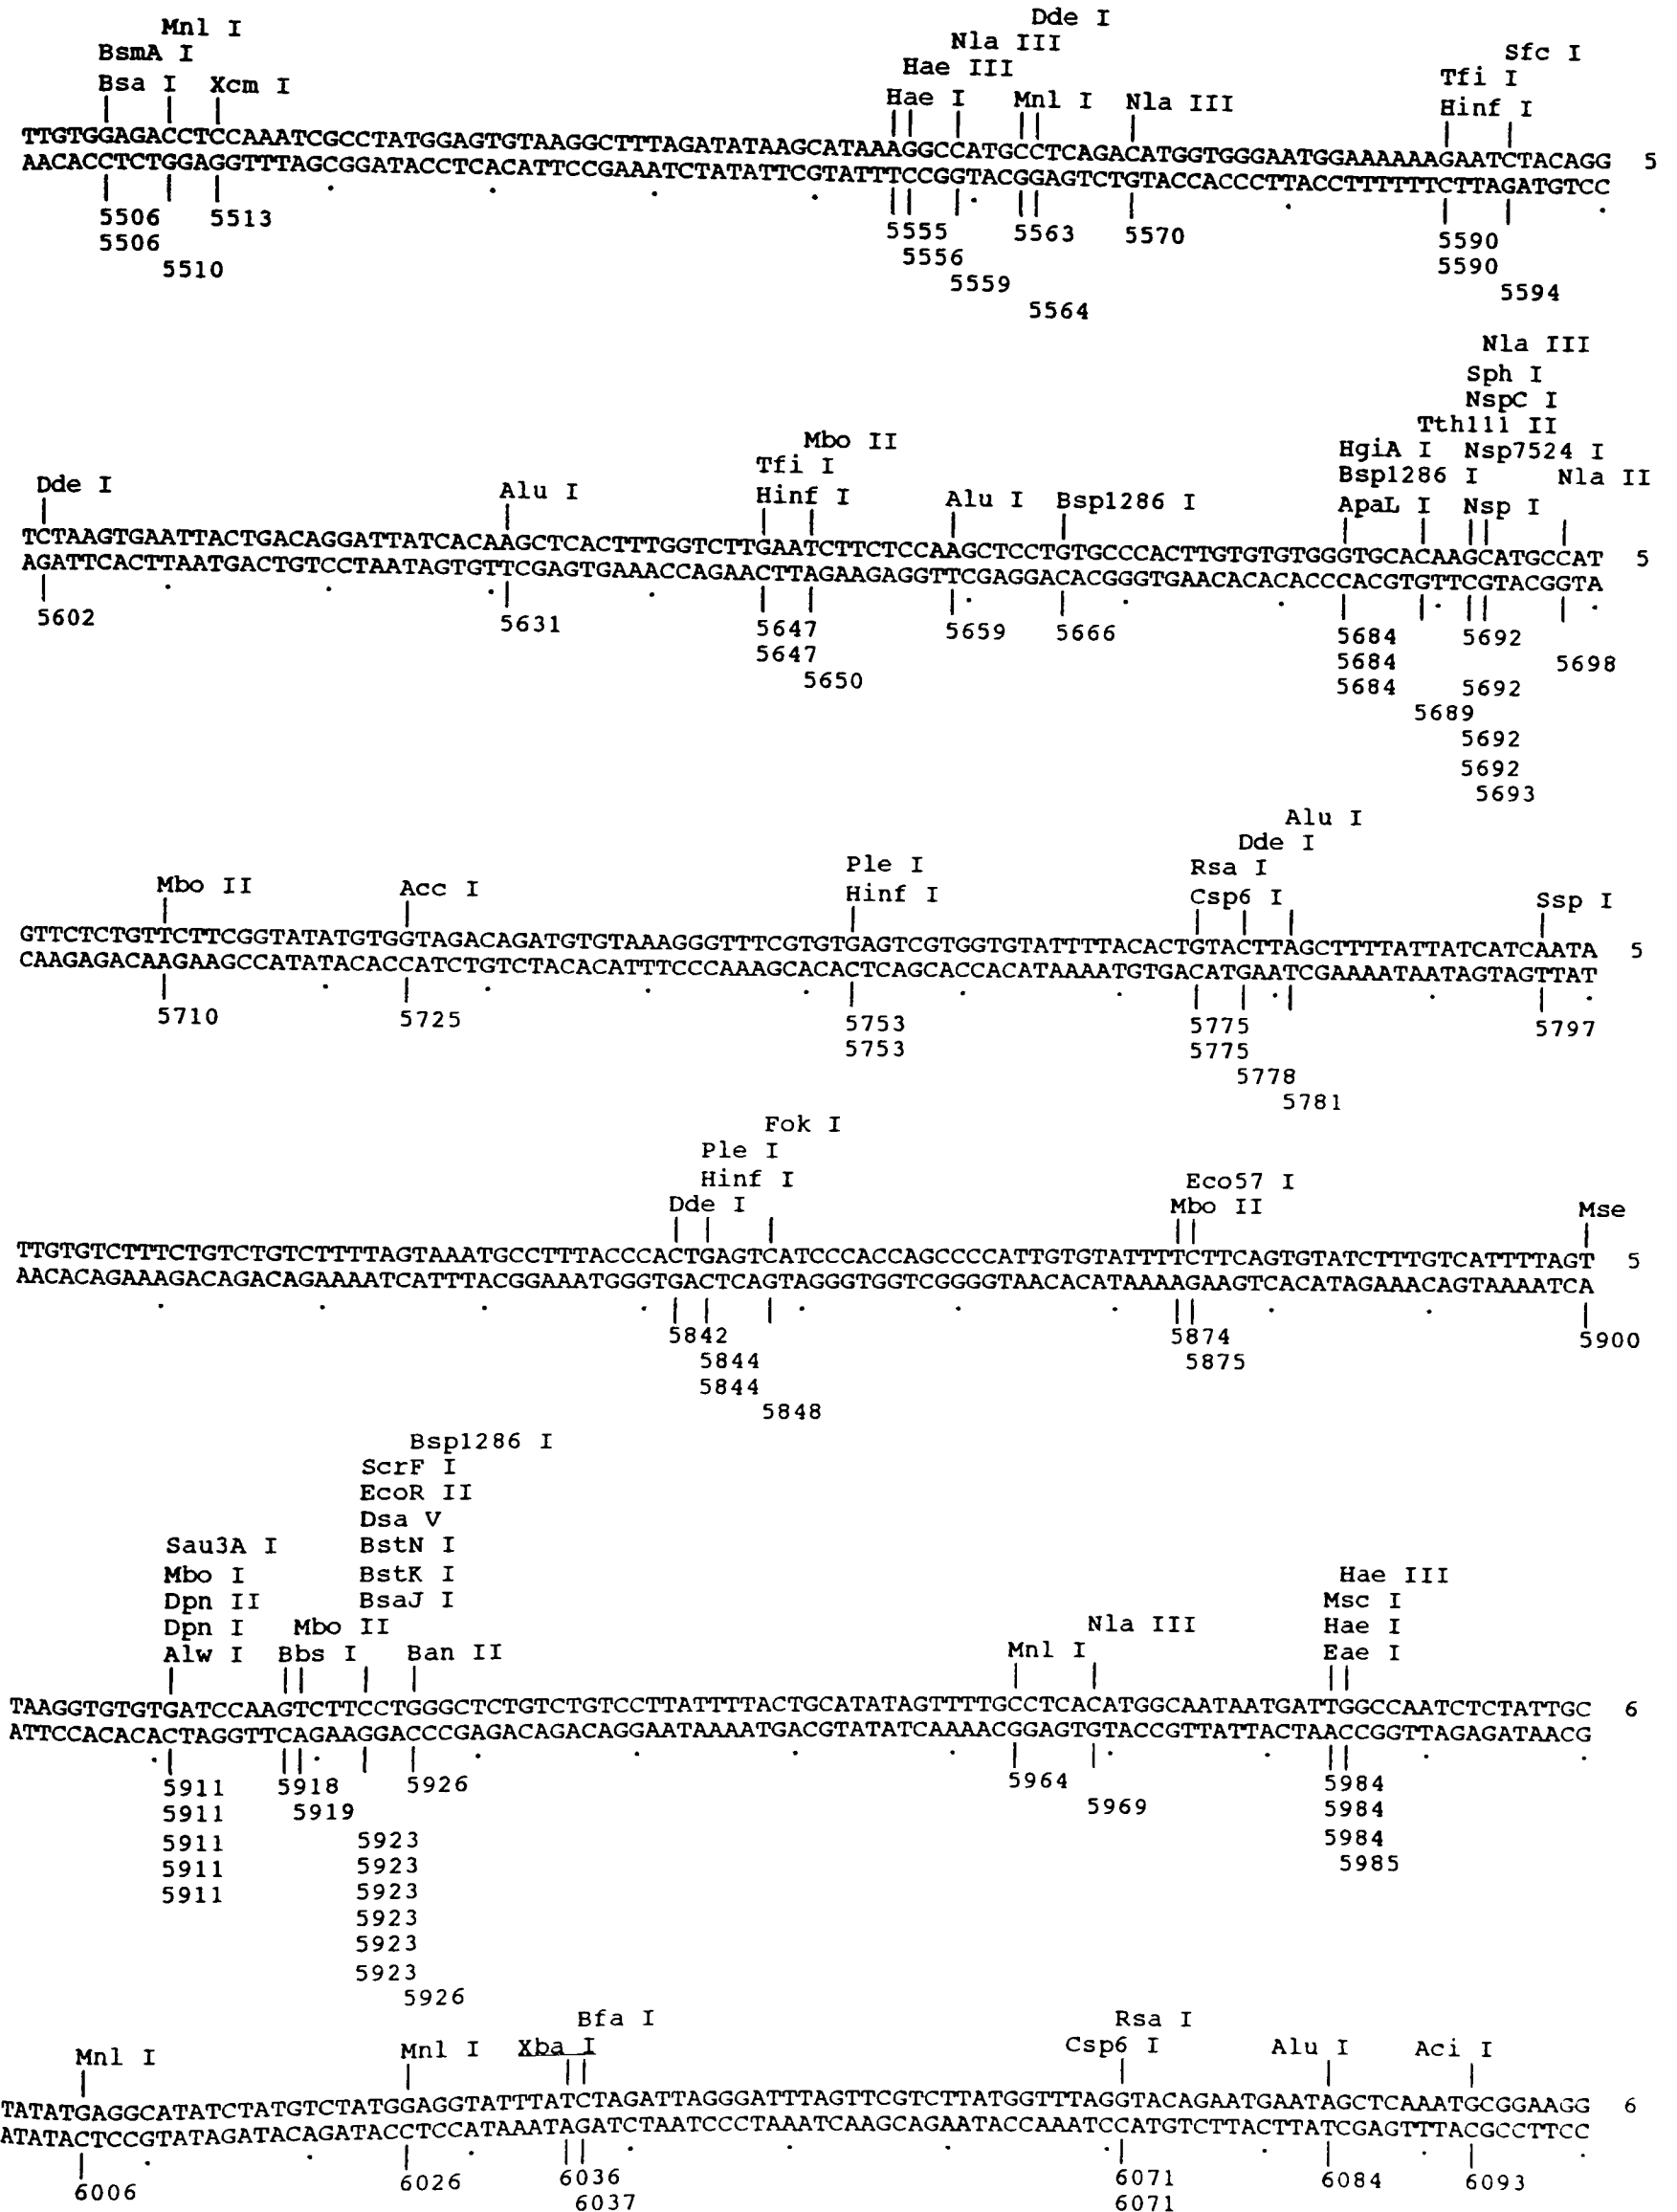 Dde I
Mnl I
Nla III
BsmA I
Hae III
Sfc I
Bsa I Xcm I
Hae I Mnl I Nla III
Tfi I
Hinf I
TTGTGGAGACCTCCAAATCGCCTATGGAGTGTAAGGCTTTAGATATAAGCATAAAGGCCATGCCTCAGACATGGTGGGAATGGAAAAAAGAATCTACAGG 5
AACACCTCTGGAGGTTTAGCGGATACCTCACATTCCGAAATCTATATTCGTATTTCCGGTACGGAGTCTGTACCACCCTTACCTTTTTTCTTAGATGTCC
5506 5513 5555 5563 5570 5590
5506 5556 5590
5510 5559 5594
5564
Nla III
Sph I
NspC I
Tth111 II
Mbo II
HgiA I Nsp7524 I
Tfi I
Bsp1286 I Nla II
Dde I Alu I Hinf I Alu I Bsp1286 I ApaL I Nsp I
TCTAAGTGAATTACTGACAGGATTATCACAAGCTCACTTTGGTCTTGAATCTTCTCCAAGCTCCTGTGCCCACTTGTGTGTGGGTGCACAAGCATGCCAT 5
AGATTCACTTAATGACTGTCCTAATAGTGTTCGAGTGAAACCAGAACTTAGAAGAGGTTCGAGGACACGGGTGAACACACACCCACGTGTTCGTACGGTA
5602 5631 5647 5659 5666 5684 5692
5647 5684 5698
5650 5684 5692
5689
5692
5692
5693
Alu I
Dde I
Ple I Rsa I
Mbo II Acc I Hinf I Csp6 I Ssp I
GTTCTCTGTTCTTCGGTATATGTGGTAGACAGATGTGTAAAGGGTTTCGTGTGAGTCGTGGTGTATTTTACACTGTACTTAGCTTTTATTATCATCAATA 5
CAAGAGACAAGAAGCCATATACACCATCTGTCTACACATTTCCCAAAGCACACTCAGCACCACATAAAATGTGACATGAATCGAAAATAATAGTAGTTAT
5710 5725 5753 5775 5797
5753 5775
5778
5781
Fok I
Ple I
Hinf I Eco57 I
Dde I Mbo II Mse
TTGTGTCTTTCTGTCTGTCTTTTAGTAAATGCCTTTACCCACTGAGTCATCCCACCAGCCCCATTGTGTATTTTCTTCAGTGTATCTTTGTCATTTTAGT 5
AACACAGAAAGACAGACAGAAAATCATTTACGGAAATGGGTGACTCAGTAGGGTGGTCGGGGTAACACATAAAAGAAGTCACATAGAAACAGTAAAATCA
5842 5874 5900
5844 5875
5844
5848
Bsp1286 I
ScrF I
EcoR II
Dsa V
Sau3A I BstN I
Mbo I BstK I Hae III
Dpn II BsaJ I Msc I
Dpn I Mbo II Nla III Hae I
Alw I Bbs I Ban II Mnl I Eae I
TAAGGTGTGTGATCCAAGTCTTCCTGGGCTCTGTCTGTCCTTATTTTACTGCATATAGTTTTGCCTCACATGGCAATAATGATTGGCCAATCTCTATTGC 6
ATTCCACACACTAGGTTCAGAAGGACCCGAGACAGACAGGAATAAAATGACGTATATCAAAACGGAGTGTACCGTTATTACTAACCGGTTAGAGATAACG
5911 5918 5926 5964 5984
5911 5919 5969 5984
5911 5923 5984
5911 5923 5985
5911 5923
5923
5923
5923
5926
Bfa I Rsa I
Mnl I Mnl I Xba I Csp6 I Alu I Aci I
TATATGAGGCATATCTATGTCTATGGAGGTATTTATCTAGATTAGGGATTTAGTTCGTCTTATGGTTTAGGTACAGAATGAATAGCTCAAATGCGGAAGG 6
ATATACTCCGTATAGATACAGATACCTCCATAAATAGATCTAATCCCTAAATCAAGCAGAATACCAAATCCATGTCTTACTTATCGAGTTTACGCCTTCC
6006 6026 6036 6071 6084 6093
6037 6071